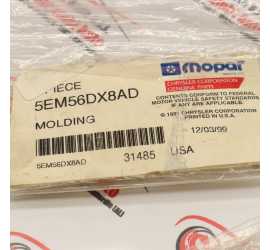 PIECE
5EM56DX8AD
MOLDING
5EM56DX8AD
31485
USA
mopar
CHRYSLER CORPORATION
GENUINE PARTS
CONTENTS CONFORM TO FEDERAL
MOTOR VEHICLE SAFETY STANDARDS
IF ANY ARE APPLICABLE.
CHRYSLER CORPORATION
PRINTED IN U.S.A.
12/03/99